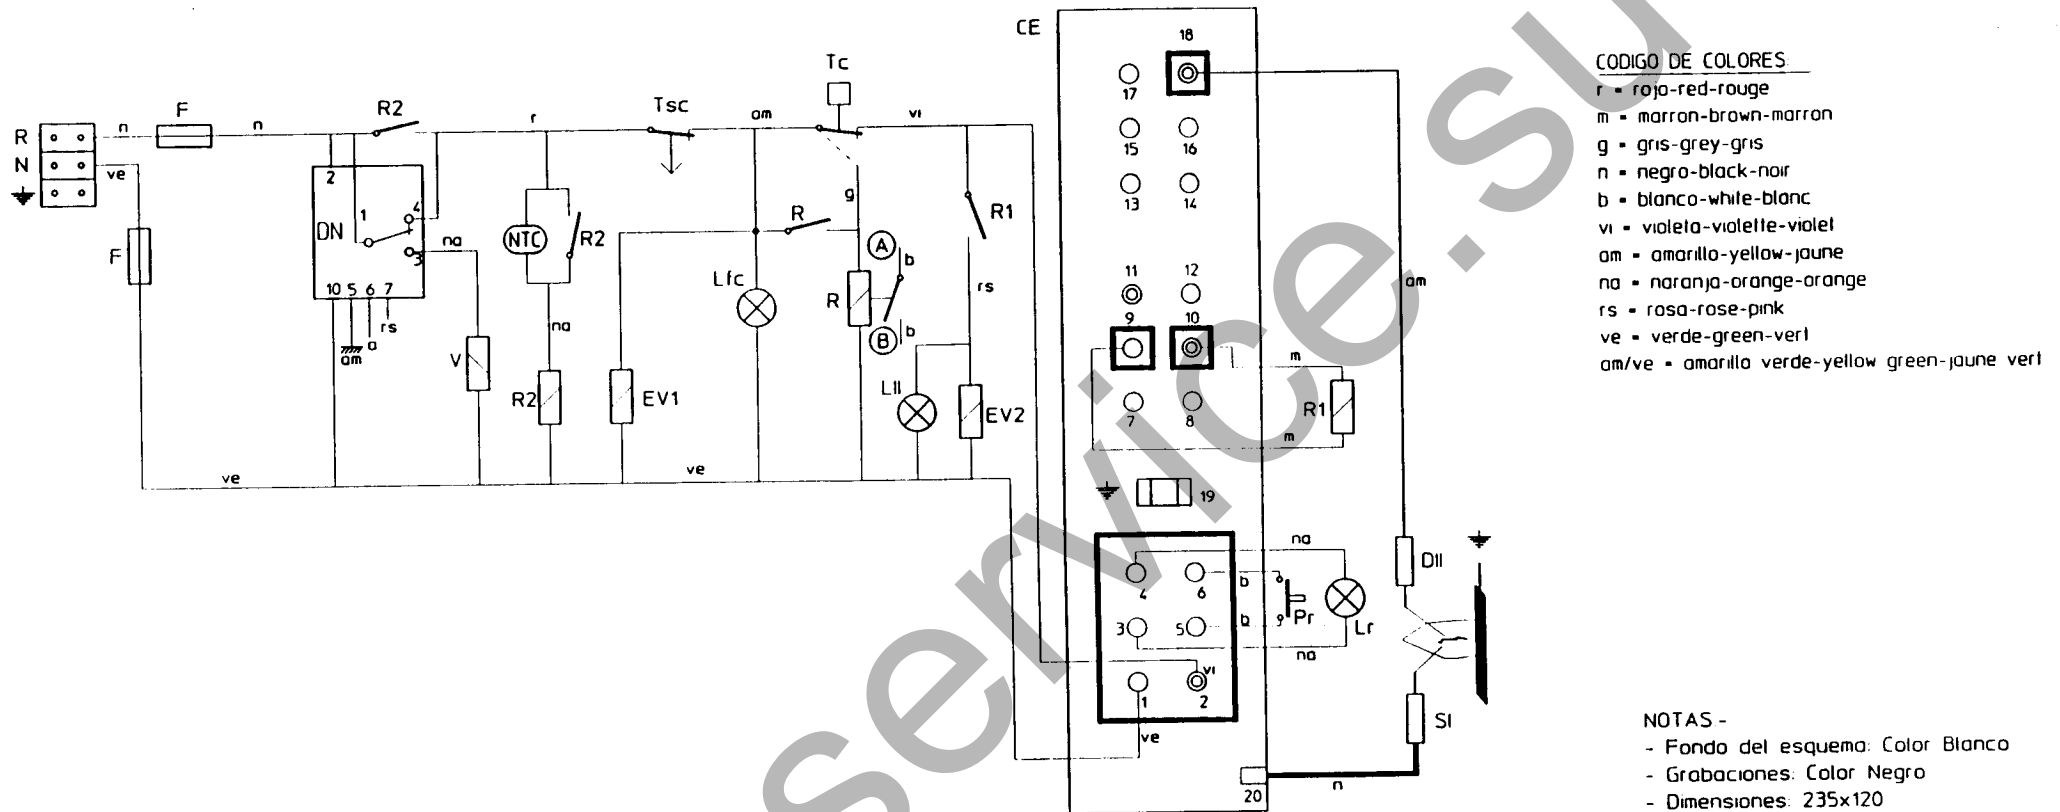 CE
18
Tc
CODIGO DE COLORES
17
r = rojo-red-rouge
R
n
F
n
R2
r
Tsc
am
vi
m = marron-brown-marron
N
ve
15
16
g = gris-grey-gris
2
n = negro-black-noir
13
14
b = blanco-white-blanc
1
4
g
R
R1
vi = violeta-violette-violet
DN
na
3
NTC
R2
A
b
am = amarillo-yellow-jaune
F
Lfc
11
12
am
na = naranja-orange-orange
10
5
6
7
rs
R
rs
9
10
rs = rosa-rose-pink
na
b
B
ve = verde-green-vert
am
a
V
m
am/ve = amarillo verde-yellow green-jaune vert
R2
EV1
Lll
EV2
7
8
R1
m
ve
ve
19
na
Dll
4
6
b
Pr
Lr
3
5
b
na
vi
1
2
Sl
NOTAS -
ve
- Fondo del esquema: Color Blanco
- Grabaciones: Color Negro
20
n
- Dimensiones: 235x120
service.su